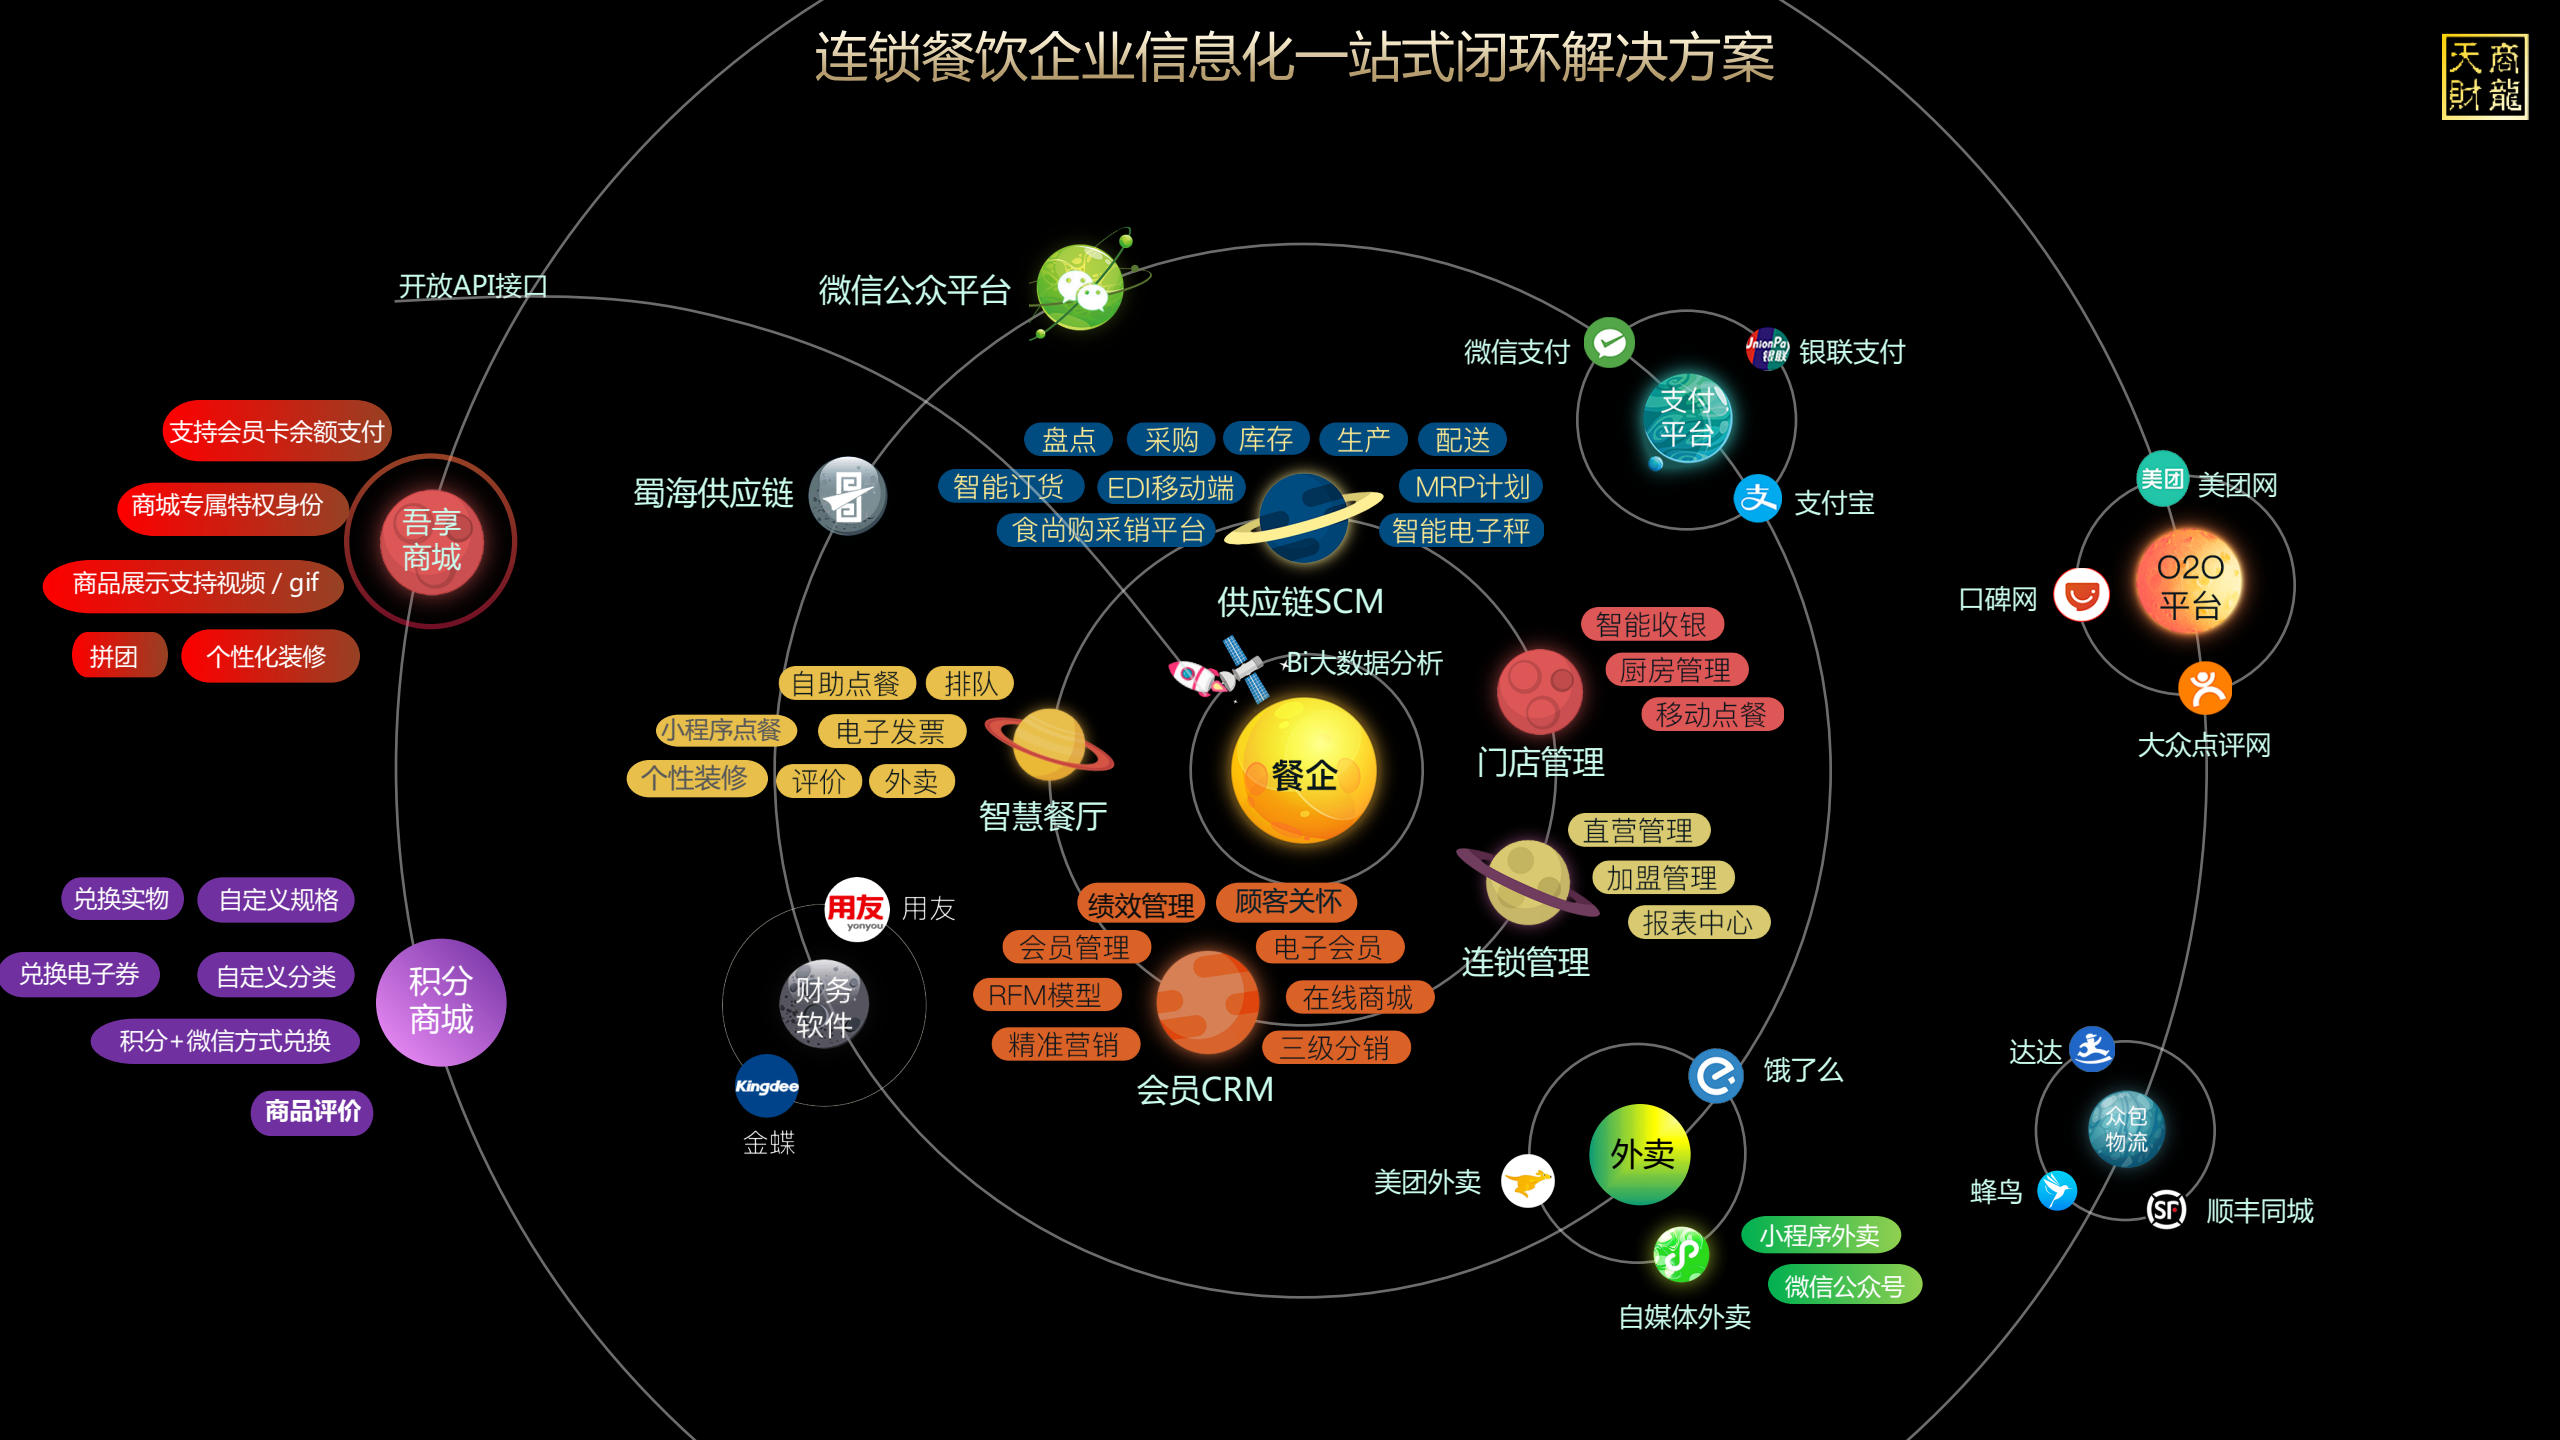 连锁餐饮企业信息化一站式闭环解决方案
天商
财龍
开放API接口
微信公众平台
微信支付
UnionPa
银联
银联支付
支付
平台
支
支付宝
支持会员卡余额支付
商城专属特权身份
商品展示支持视频 / gif
拼团
个性化装修
吾享
商城
蜀海供应链
盘点
采购
库存
生产
配送
智能订货
EDI移动端
MRP计划
食尚购采销平台
智能电子秤
供应链SCM
Bi大数据分析
餐企
智能收银
厨房管理
移动点餐
门店管理
美团
美团网
O2O
平台
口碑网
大众点评网
自助点餐
排队
小程序点餐
电子发票
个性装修
评价
外卖
智慧餐厅
直营管理
加盟管理
报表中心
连锁管理
绩效管理
顾客关怀
会员管理
电子会员
RFM模型
在线商城
精准营销
三级分销
会员CRM
兑换实物
自定义规格
兑换电子券
自定义分类
积分+微信方式兑换
商品评价
积分
商城
用友
yonyou
用友
财务
软件
Kingdee
金蝶
饿了么
外卖
美团外卖
小程序外卖
微信公众号
自媒体外卖
达达
众包
物流
蜂鸟
SF
顺丰同城